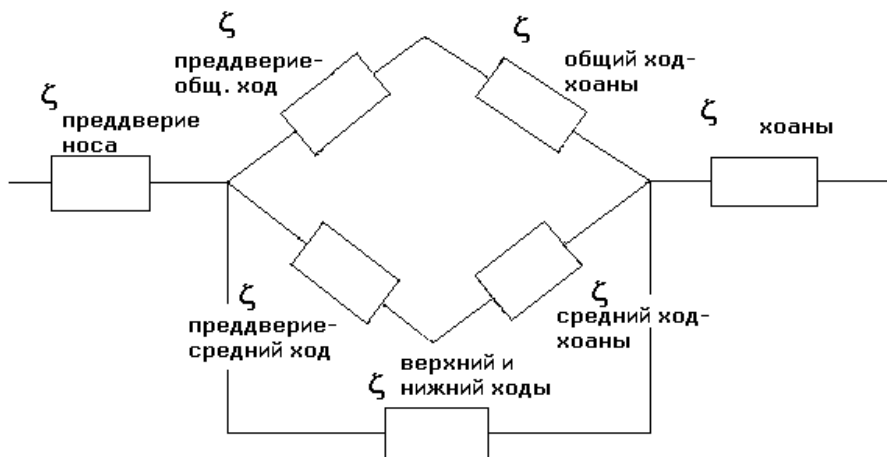 ζ
преддверие
носа
ζ
преддверие-
общ. ход
ζ
общий ход-
хоаны
ζ
хоаны
ζ
преддверие-
средний ход
ζ
средний ход-
хоаны
ζ
верхний и
нижний ходы